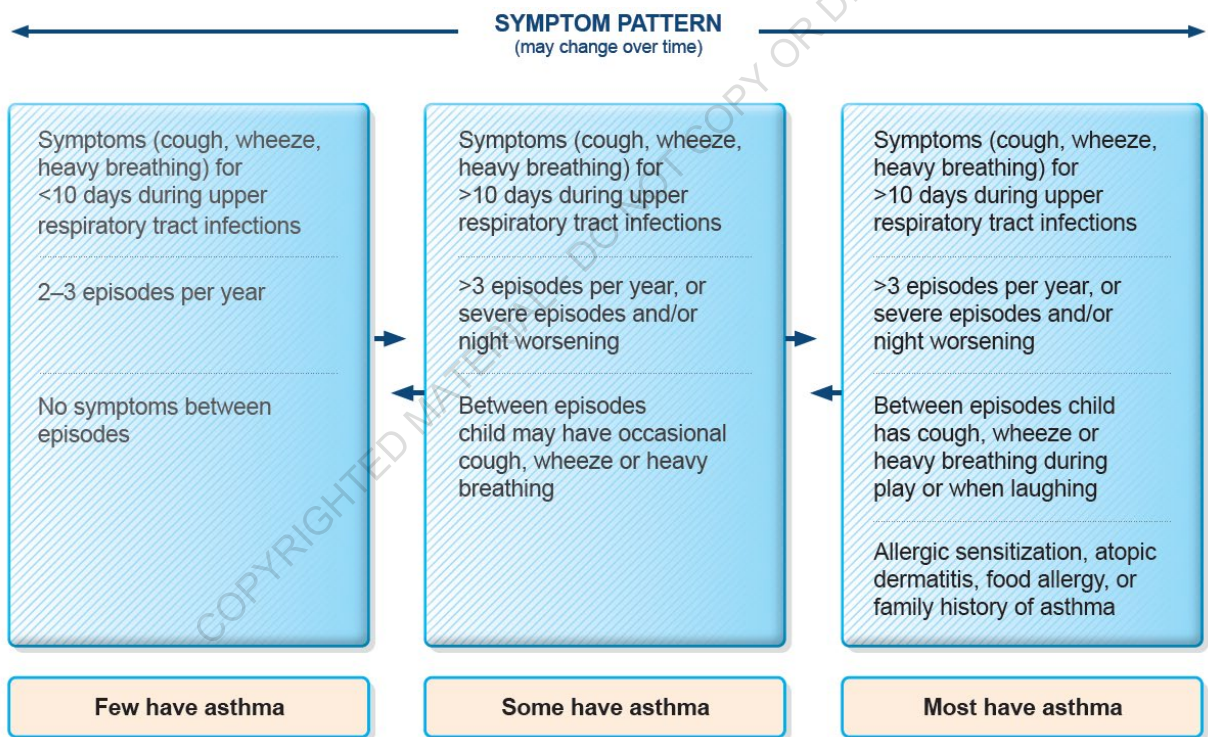 SYMPTOM PATTERN
(may change over time)
Symptoms (cough, wheeze,
heavy breathing) for
<10 days during upper
respiratory tract infections
2–3 episodes per year
No symptoms between
episodes
Few have asthma
Symptoms (cough, wheeze,
heavy breathing) for
>10 days during upper
respiratory tract infections
>3 episodes per year, or
severe episodes and/or
night worsening
Between episodes
child may have occasional
cough, wheeze or heavy
breathing
Some have asthma
Symptoms (cough, wheeze,
heavy breathing) for
>10 days during upper
respiratory tract infections
>3 episodes per year, or
severe episodes and/or
night worsening
Between episodes child
has cough, wheeze or
heavy breathing during
play or when laughing
Allergic sensitization, atopic
dermatitis, food allergy, or
family history of asthma
Most have asthma
COPYRIGHTED MATERIAL- DO NOT COPY OR